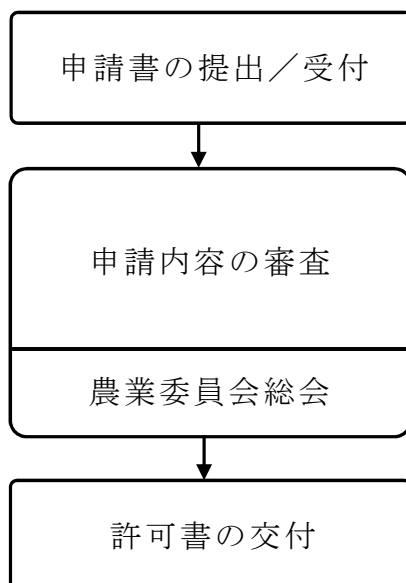 申請書の提出／受付
申請内容の審査
農業委員会総会
許可書の交付